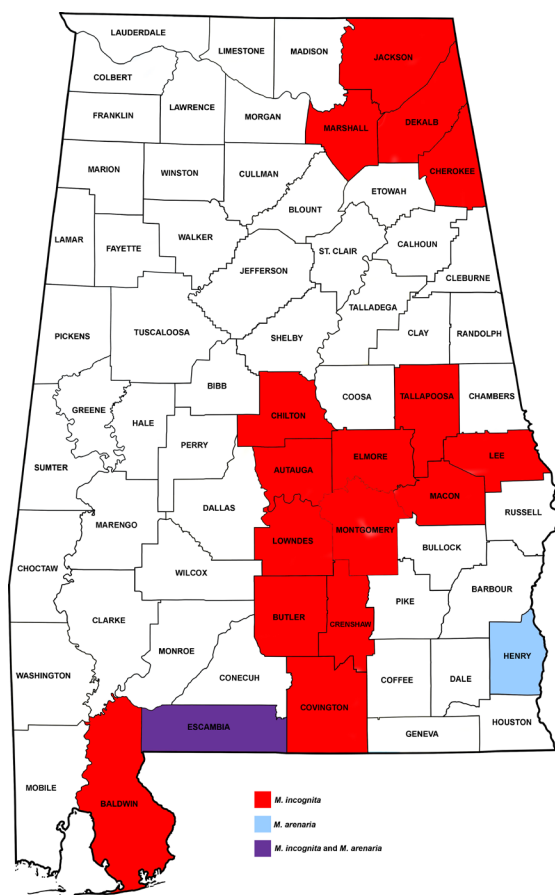 LAUDERDALE
LIMESTONE
MADISON
JACKSON
COLBERT
FRANKLIN
LAWRENCE
MORGAN
MARSHALL
DEKALB
CHEROKEE
MARION
WINSTON
CULLMAN
ETOWAH
BLOUNT
LAMAR
FAYETTE
WALKER
ST. CLAIR
CALHOUN
JEFFERSON
CLEBURNE
TALLADEGA
PICKENS
TUSCALOOSA
SHELBY
CLAY
RANDOLPH
BIBB
GREENE
HALE
CHILTON
COOSA
TALLAPOOSA
CHAMBERS
PERRY
SUMTER
AUTAUGA
ELMORE
LEE
MACON
DALLAS
RUSSELL
MARENGO
LOWNDES
MONTGOMERY
BULLOCK
CHOCTAW
WILCOX
BARBOUR
PIKE
CLARKE
BUTLER
CRENSHAW
MONROE
HENRY
WASHINGTON
CONECUH
COFFEE
DALE
COVINGTON
ESCAMBIA
GENEVA
HOUSTON
MOBILE
BALDWIN
M. incognita
M. arenaria
M. incognita and M. arenaria